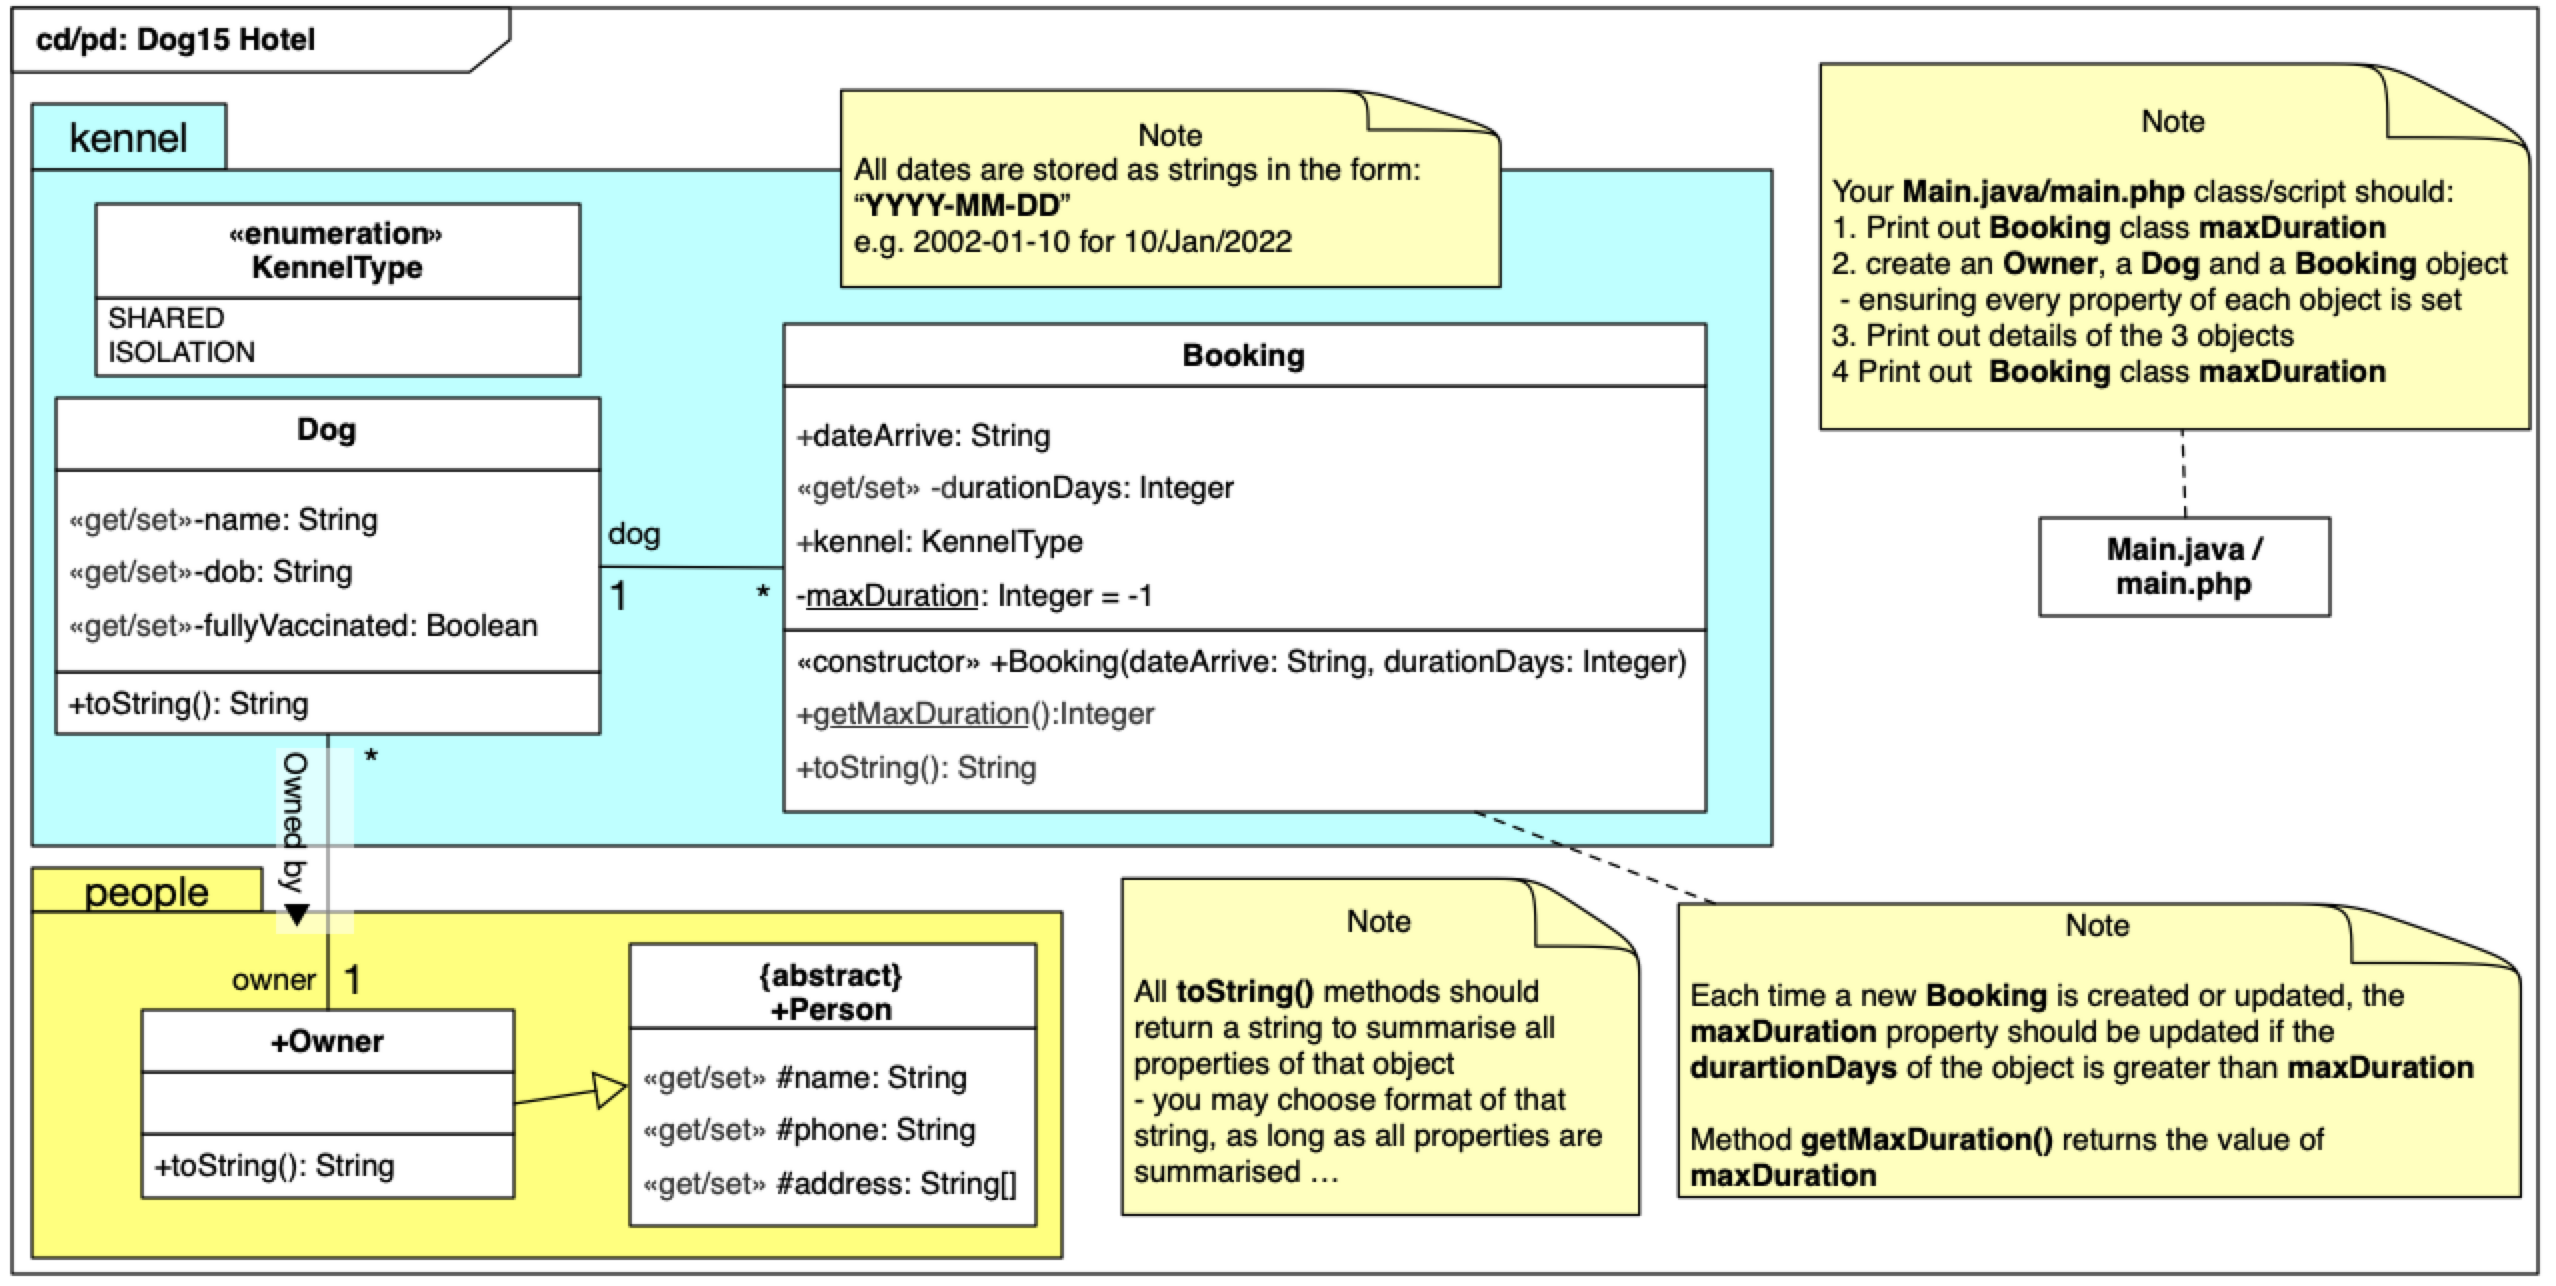 cd/pd: Dog15 Hotel
kennel
«enumeration»
KennelType
SHARED
ISOLATION
Note
All dates are stored as strings in the form:
“YYYY-MM-DD”
e.g. 2002-01-10 for 10/Jan/2022
Note
Your Main.java/main.php class/script should:
1. Print out Booking class maxDuration
2. create an Owner, a Dog and a Booking object
- ensuring every property of each object is set
3. Print out details of the 3 objects
4 Print out Booking class maxDuration
Main.java /
main.php
Dog
«get/set»-name: String
«get/set»-dob: String
«get/set»-fullyVaccinated: Boolean
+toString(): String
dog
1
*
Booking
+dateArrive: String
«get/set» -durationDays: Integer
+kennel: KennelType
-maxDuration: Integer = -1
«constructor» +Booking(dateArrive: String, durationDays: Integer)
+getMaxDuration():Integer
+toString(): String
*
Owned by
people
owner
1
+Owner
+toString(): String
{abstract}
+Person
«get/set» #name: String
«get/set» #phone: String
«get/set» #address: String[]
Note
All toString() methods should
return a string to summarise all
properties of that object
- you may choose format of that
string, as long as all properties are
summarised ...
Note
Each time a new Booking is created or updated, the
maxDuration property should be updated if the
durartionDays of the object is greater than maxDuration
Method getMaxDuration() returns the value of
maxDuration